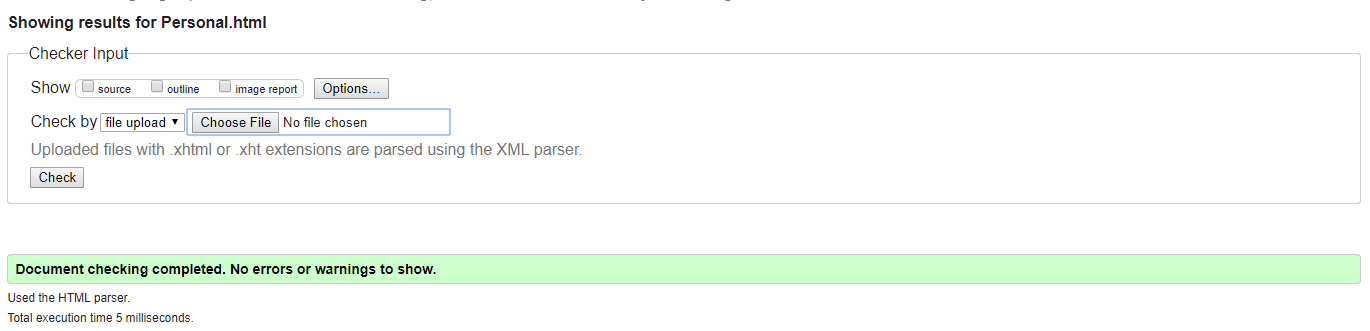 Showing results for Personal.html
Checker Input
Show source outline image report Options...
Check by file upload Choose File No file chosen
Uploaded files with .xhtml or .xht extensions are parsed using the XML parser.
Check
Document checking completed. No errors or warnings to show.
Used the HTML parser.
Total execution time 5 milliseconds.